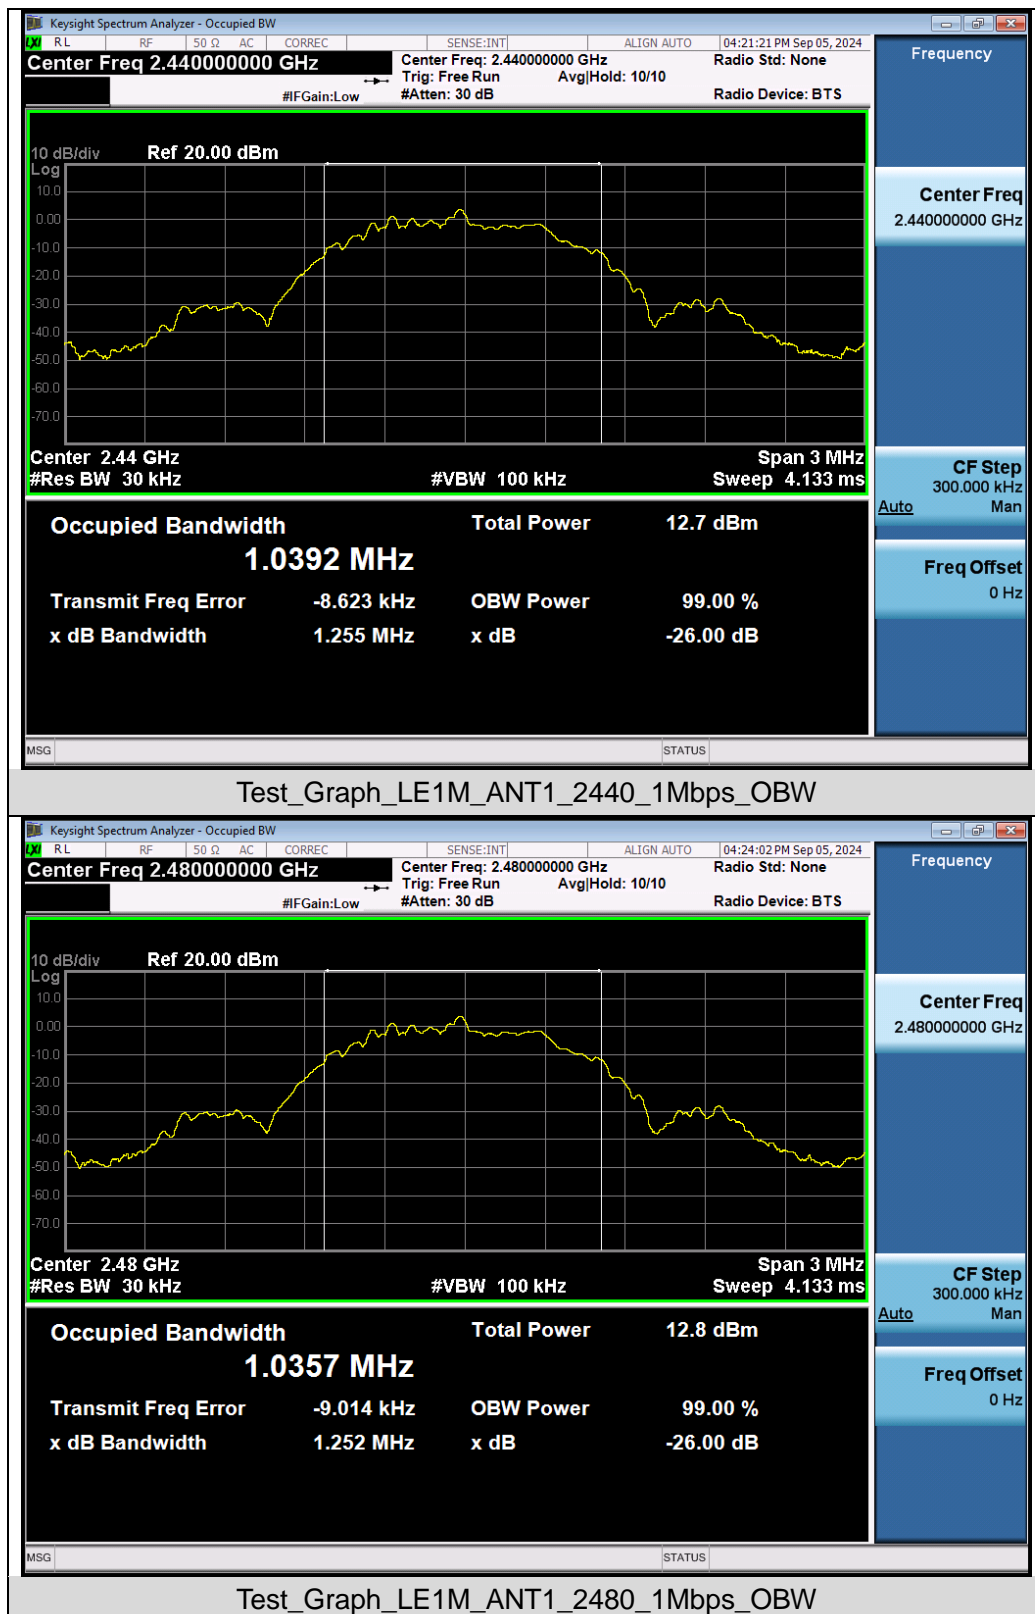 Keysight Spectrum Analyzer - Occupied BW
LXI RL RF 50 Ω AC CORREC SENSE:INT ALIGN AUTO 04:21:21 PM Sep 05, 2024
Center Freq 2.440000000 GHz
Center Freq: 2.440000000 GHz Radio Std: None
Trig: Free Run Avg|Hold: 10/10
#IFGain:Low #Atten: 30 dB Radio Device: BTS
Frequency
10 dB/div Ref 20.00 dBm
Log
10.0
0.00
-10.0
-20.0
-30.0
-40.0
-50.0
-60.0
-70.0
Center 2.44 GHz Span 3 MHz
#Res BW 30 kHz #VBW 100 kHz Sweep 4.133 ms
Center Freq
2.440000000 GHz
CF Step
300.000 kHz
Auto Man
Freq Offset
0 Hz
Occupied Bandwidth Total Power 12.7 dBm
1.0392 MHz
Transmit Freq Error -8.623 kHz OBW Power 99.00 %
x dB Bandwidth 1.255 MHz x dB -26.00 dB
MSG STATUS
Test_Graph_LE1M_ANT1_2440_1Mbps_OBW
Keysight Spectrum Analyzer - Occupied BW
LXI RL RF 50 Ω AC CORREC SENSE:INT ALIGN AUTO 04:24:02 PM Sep 05, 2024
Center Freq 2.480000000 GHz
Center Freq: 2.480000000 GHz Radio Std: None
Trig: Free Run Avg|Hold: 10/10
#IFGain:Low #Atten: 30 dB Radio Device: BTS
Frequency
10 dB/div Ref 20.00 dBm
Log
10.0
0.00
-10.0
-20.0
-30.0
-40.0
-50.0
-60.0
-70.0
Center 2.48 GHz Span 3 MHz
#Res BW 30 kHz #VBW 100 kHz Sweep 4.133 ms
Center Freq
2.480000000 GHz
CF Step
300.000 kHz
Auto Man
Freq Offset
0 Hz
Occupied Bandwidth Total Power 12.8 dBm
1.0357 MHz
Transmit Freq Error -9.014 kHz OBW Power 99.00 %
x dB Bandwidth 1.252 MHz x dB -26.00 dB
MSG STATUS
Test_Graph_LE1M_ANT1_2480_1Mbps_OBW